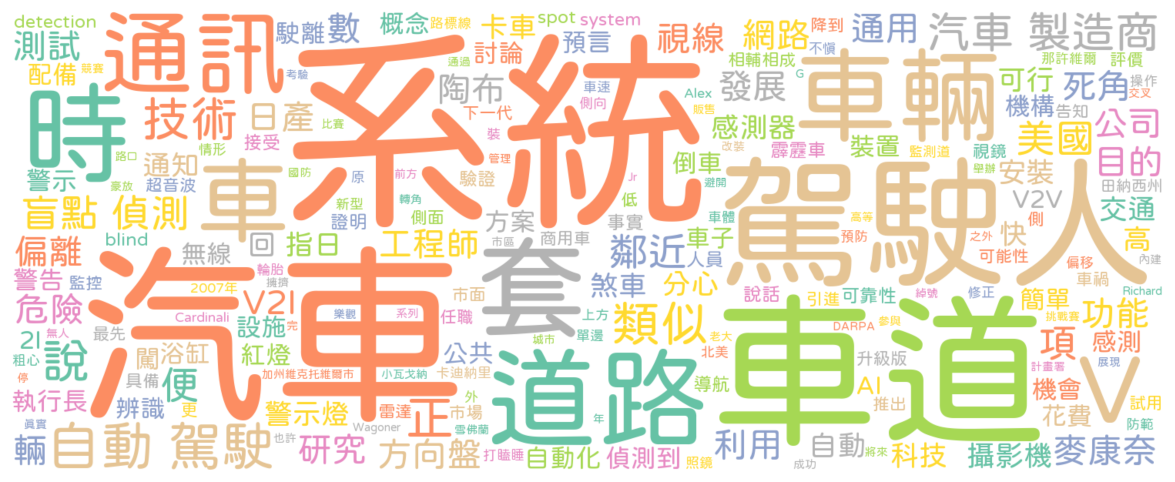 detection
通訊
駛離
數
概念
路標線
卡車
spot
system
視線
網路
降到
通用
汽車
製造商
測試
配備
競賽
考驗
通過
討論
預言
相輔相成
不慎
那許維爾
評價
可行
死角
操作
交叉
時
技術
日產
系統
陶布
車速
側向
Alex
G
販售
發展
車輛
機構
告知
美國
公司
接受
比賽
下一代
裝
管理
感測器
改裝
霹靂車
裝置
監測道
視鏡
目的
警示
通知
情形
路口
超音波
豪放
國防
原
前方
驗證
倒車
舉辦
安裝
田納西州
盲點
偵測
車
新型
轉角
Jr
低
避開
駕駛人
V2V
側
交通
偏離
blind
證明
側面
方案
事實
車體
高等
預防
之外
快
高
無線
回
指日
工程師
市區
商用車
鄰近
車子
人員
可能性
偏移
車禍
內建
警告
監控
輪胎
擁擠
汽車
套
煞車
分心
說話
引進
可靠性
綽號
修正
Richard
危險
2007年
V2I
樂觀
系列
市面
任職
上方
單邊
老大
DARPA
參與
挑戰賽
簡單
功能
Cardinali
設施
完
類似
2I
無人
最先
闖
紅燈
公共
城市
北美
升級版
計畫署
展現
項
感測
粗心
浴缸
說
停
具備
便
加州維克托維爾市
小瓦戈納
卡迪納里
道路
導航
車道
AI
推出
機會
V
試用
執行長
辨識
更
警示燈
雷達
正
外
市場
雪佛蘭
年
花費
防範
真實
輛
自動
駕駛
也許
研究
Wagoner
方向盤
打瞌睡
自動化
偵測到
照鏡
利用
自動
成功
將來
科技
攝影機
麥康奈